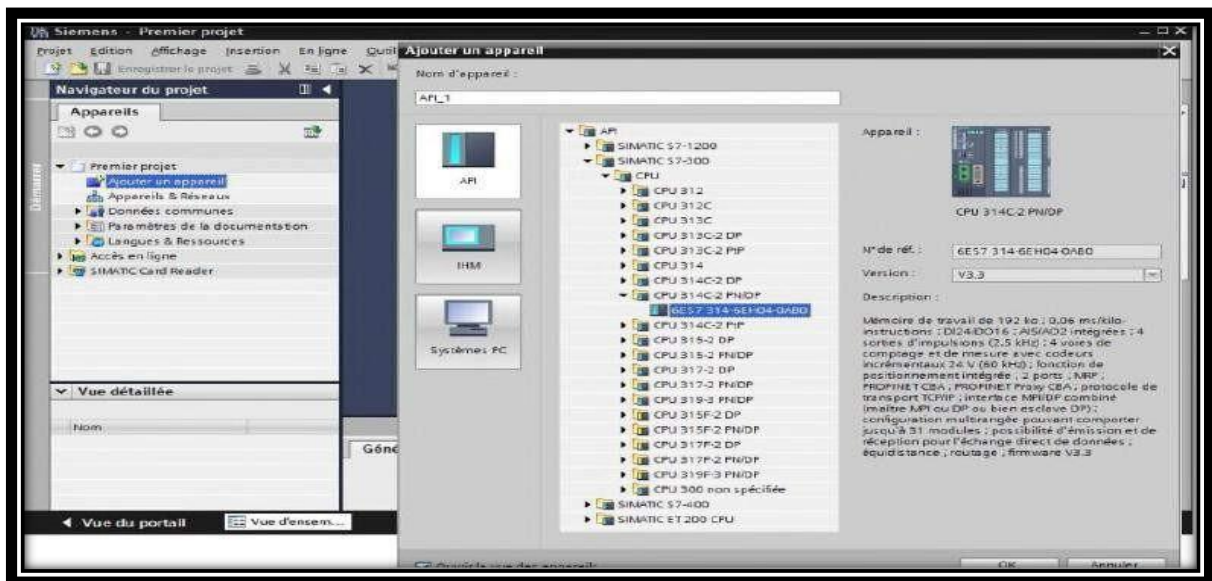 Siemens - Premier projet
Projet Edition Affichage Insertion En ligne Outil
Enregistrer le projet
Navigateur du projet
Appareils
Premier projet
Ajouter un appareil
Appareils & Réseaux
Données communes
Paramètres de la documentation
Langues & Ressources
Accès en ligne
SIMATIC Card Reader
Démarrer
Vue détaillée
Nom
Géné
Vue du portail
Vue d'ensem...
Ajouter un appareil
Nom d'appareil :
API_1
API
IHM
Systèmes PC
API
SIMATIC S7-1200
SIMATIC S7-300
CPU
CPU 312
CPU 312C
CPU 313C
CPU 313C-2 DP
CPU 313C-2 PtP
CPU 314
CPU 314C-2 DP
CPU 314C-2 PN/DP
6ES7 314-6EH04-0AB0
CPU 314C-2 PtP
CPU 315-2 DP
CPU 315-2 PN/DP
CPU 317-2 DP
CPU 317-2 PN/DP
CPU 319-3 PN/DP
CPU 315F-2 DP
CPU 315F-2 PN/DP
CPU 317F-2 DP
CPU 317F-2 PN/DP
CPU 319F-3 PN/DP
CPU 300 non spécifiée
SIMATIC S7-400
SIMATIC ET 200 CPU
Appareil :
CPU 314C-2 PN/DP
N° de réf. :
6ES7 314-6EH04-0AB0
Version :
V3.3
Description :
Mémoire de travail de 192 ko ; 0.06 ms/kilo-
instructions ; DI24/DO16 ; AI5/AO2 intégrées ; 4
sorties d'impulsions (2.5 kHz) ; 4 voies de
comptage et de mesure avec codeurs
incrémentaux 24 V (60 kHz) ; fonction de
positionnement intégrée ; 2 ports ; MRP ;
PROFINET CBA ; PROFINET Proxy CBA ; protocole de
transport TCP/IP ; interface MPI/DP combiné
(maître MPI ou DP ou bien esclave DP) ;
configuration multirangée pouvant comporter
jusqu'à 31 modules ; possibilité d'émission et de
réception pour l'échange direct de données ;
équidistance ; routage ; firmware V3.3
Ouvrir la vue des appareils
OK
Annuler